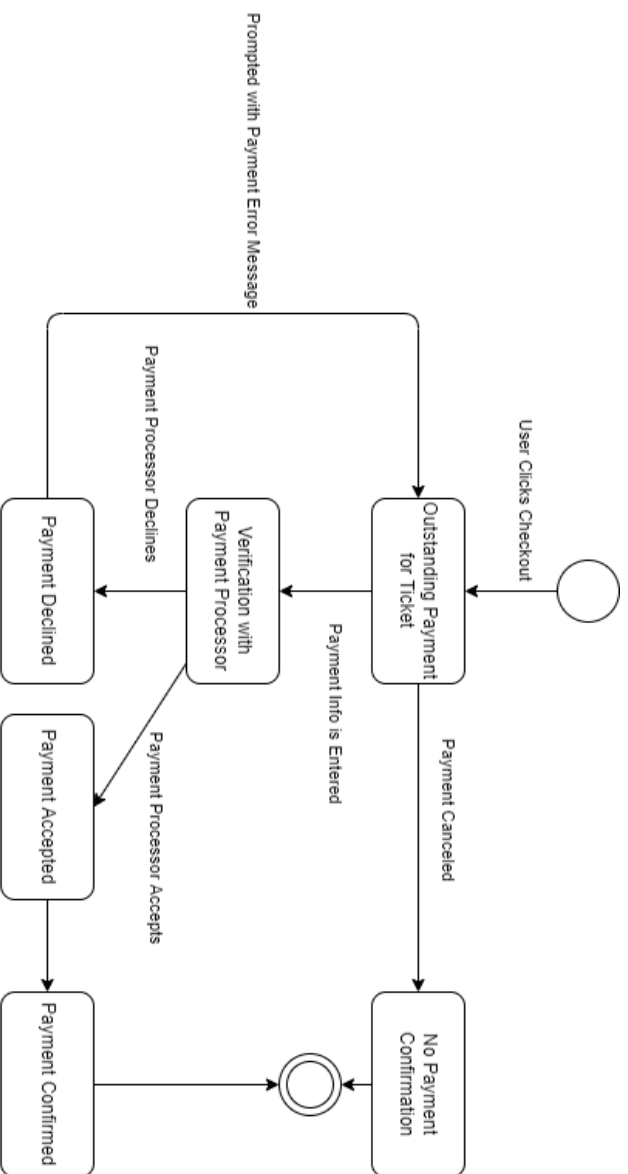 User Clicks Checkout
Outstanding Payment
for Ticket
Payment Canceled
No Payment
Confirmation
Payment Info is Entered
Prompted with Payment Error Message
Verification with
Payment Processor
Payment Processor Declines
Payment Processor Accepts
Payment Declined
Payment Accepted
Payment Confirmed